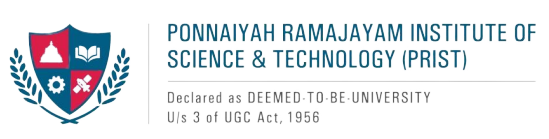 PONNAIYAH RAMAJAYAM INSTITUTE OF
SCIENCE & TECHNOLOGY (PRIST)
Declared as DEEMED-TO-BE-UNIVERSITY
U/s 3 of UGC Act, 1956